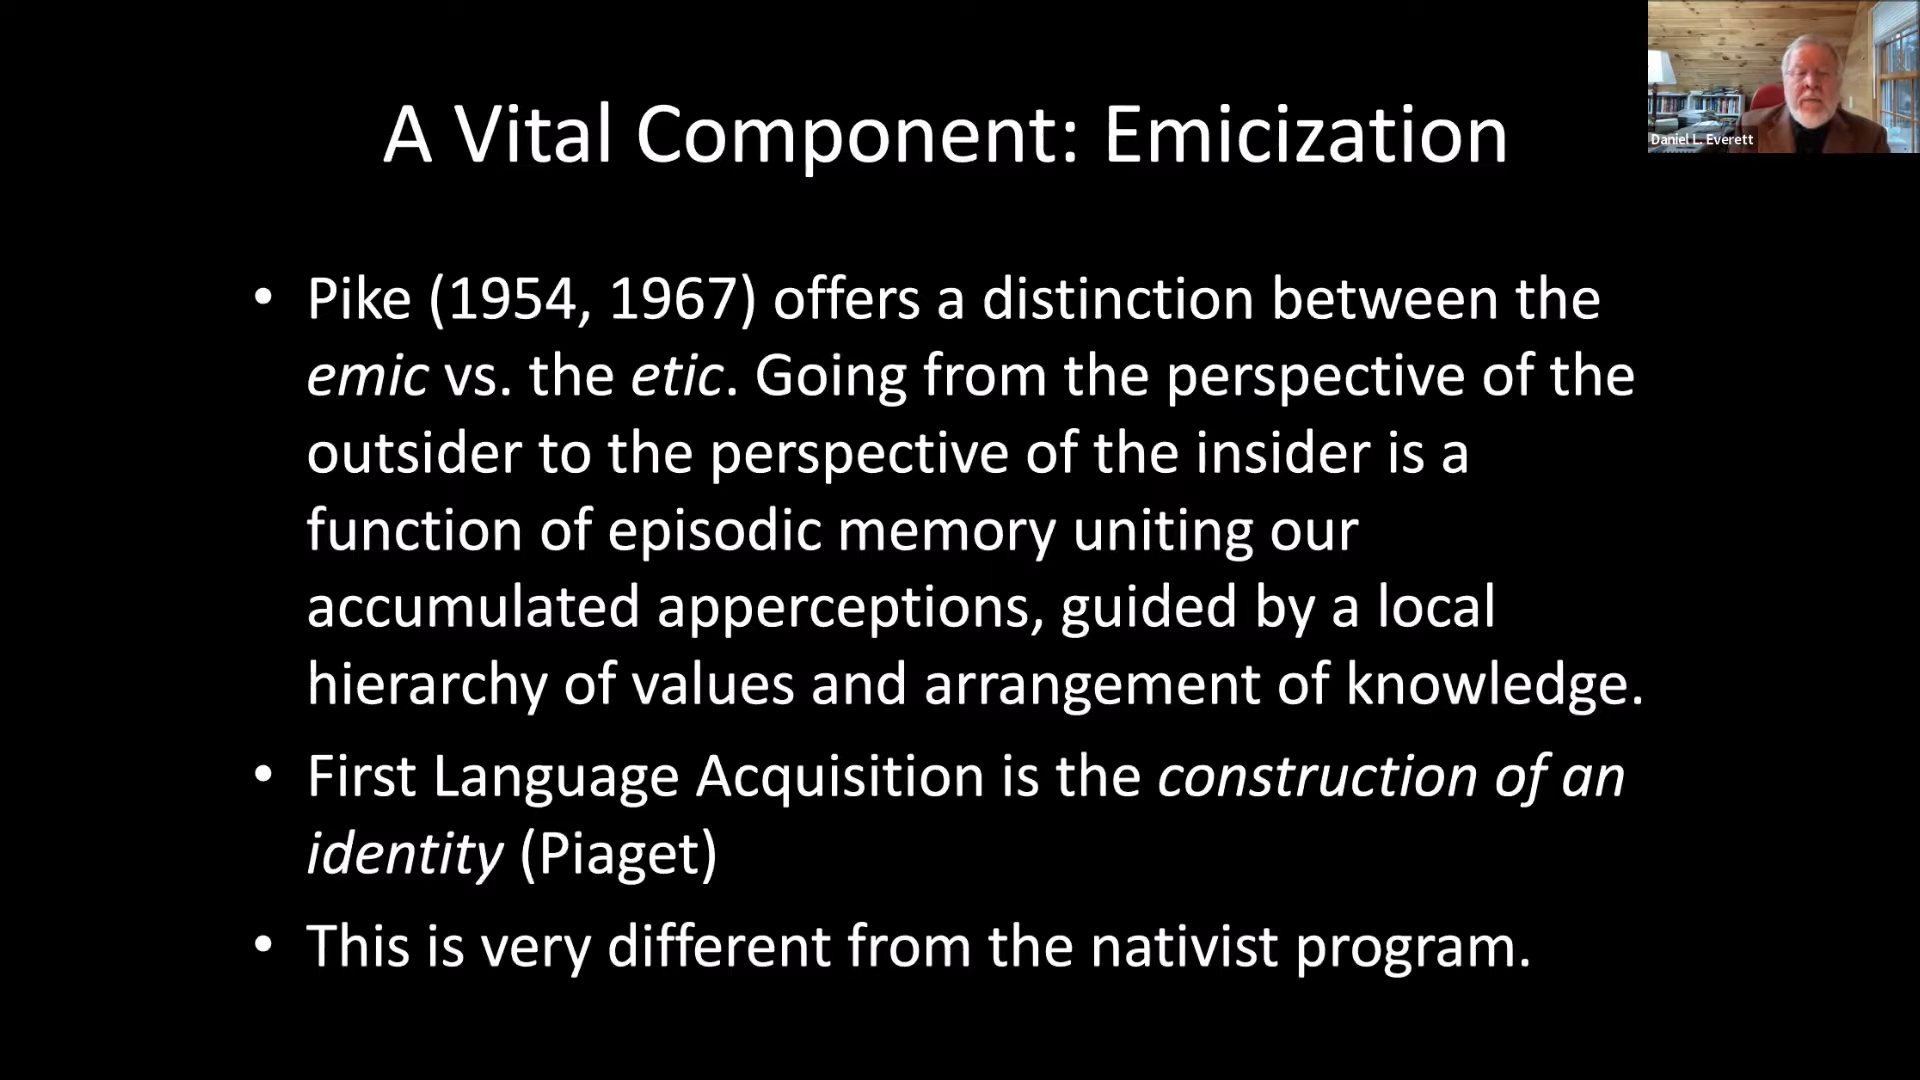 A Vital Component: Emicization
Daniel L. Everett
• Pike (1954, 1967) offers a distinction between the
emic vs. the etic. Going from the perspective of the
outsider to the perspective of the insider is a
function of episodic memory uniting our
accumulated apperceptions, guided by a local
hierarchy of values and arrangement of knowledge.
• First Language Acquisition is the construction of an
identity (Piaget)
• This is very different from the nativist program.